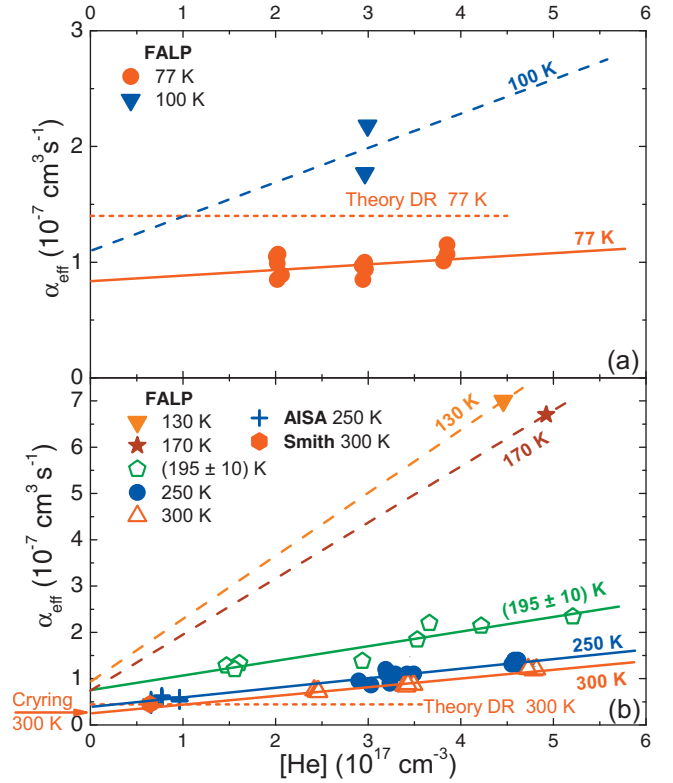 0 1 2 3 4 5 6
3
FALP
77 K
100 K
100 K
2
Theory DR 77 K
77 K
1
α_eff (10^-7 cm^3 s^-1)
0
(a)
7
FALP
130 K
170 K
(195 ± 10) K
250 K
300 K
AISA 250 K
Smith 300 K
130 K
170 K
6
5
4
3
(195 ± 10) K
2
250 K
1
300 K
α_eff (10^-7 cm^3 s^-1)
Cryring
300 K
Theory DR 300 K
(b)
0
0 1 2 3 4 5 6
[He] (10^17 cm^-3)